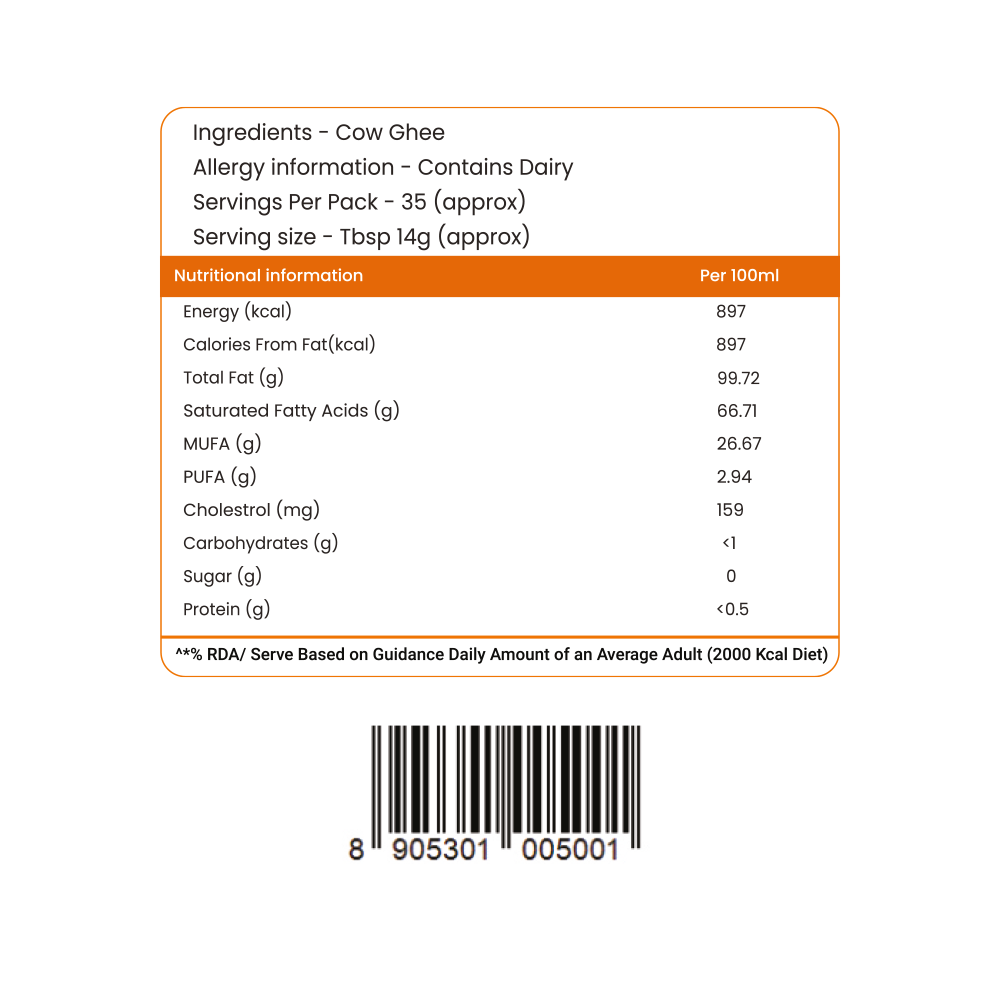 Ingredients - Cow Ghee
Allergy information - Contains Dairy
Servings Per Pack - 35 (approx)
Serving size - Tbsp 14g (approx)
Nutritional information Per 100ml
Energy (kcal) 897
Calories From Fat(kcal) 897
Total Fat (g) 99.72
Saturated Fatty Acids (g) 66.71
MUFA (g) 26.67
PUFA (g) 2.94
Cholestrol (mg) 159
Carbohydrates (g) <1
Sugar (g) 0
Protein (g) <0.5
^*% RDA/ Serve Based on Guidance Daily Amount of an Average Adult (2000 Kcal Diet)
8 905301 005001